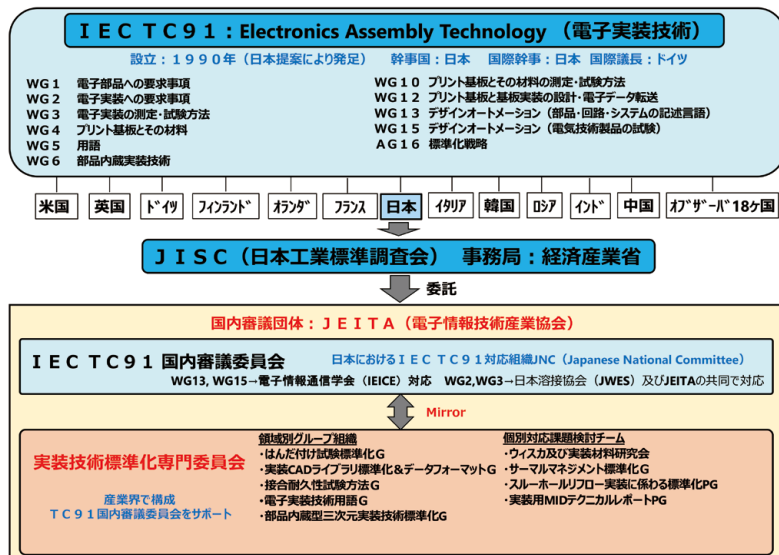 ＩＥＣ ＴＣ９１：Electronics Assembly Technology （電子実装技術）
設立：１９９０年（日本提案により発足）　幹事国：日本　国際幹事：日本　国際議長：ドイツ
ＷＧ１　電子部品への要求事項
ＷＧ２　電子実装への要求事項
ＷＧ３　電子実装の測定・試験方法
ＷＧ４　プリント基板とその材料
ＷＧ５　用語
ＷＧ６　部品内蔵実装技術
ＷＧ１０　プリント基板とその材料の測定・試験方法
ＷＧ１２　プリント基板と基板実装の設計・電子データ転送
ＷＧ１３　デザインオートメーション（部品・回路・システムの記述言語）
ＷＧ１５　デザインオートメーション（電気技術製品の試験）
ＡＧ１６　標準化戦略
米国　英国　ﾄﾞｲﾂ　ﾌｨﾝﾗﾝﾄﾞ　ｵﾗﾝﾀﾞ　ﾌﾗﾝｽ　日本　ｲﾀﾘｱ　韓国　ﾛｼｱ　ｲﾝﾄﾞ　中国　ｵﾌﾞｻﾞｰﾊﾞ18ヶ国
ＪＩＳＣ（日本工業標準調査会）　事務局：経済産業省
委託
国内審議団体：ＪＥＩＴＡ（電子情報技術産業協会）
ＩＥＣ ＴＣ９１ 国内審議委員会　日本におけるＩＥＣ ＴＣ９１対応組織JNC（Japanese National Committee）
WG13, WG15→電子情報通信学会（IEICE）対応　WG2,WG3→日本溶接協会（JWES）及びJEITAの共同で対応
Mirror
実装技術標準化専門委員会
産業界で構成
ＴＣ９１国内審議委員会をサポート
領域別グループ組織
・はんだ付け試験標準化Ｇ
・実装CADライブラリ標準化&データフォーマットＧ
・接合耐久性試験方法Ｇ
・電子実装技術用語Ｇ
・部品内蔵型三次元実装技術標準化Ｇ
個別対応課題検討チーム
・ウィスカ及び実装材料研究会
・サーマルマネジメント標準化Ｇ
・スルーホールリフロー実装に係わる標準化PG
・実装用MIDテクニカルレポートPG